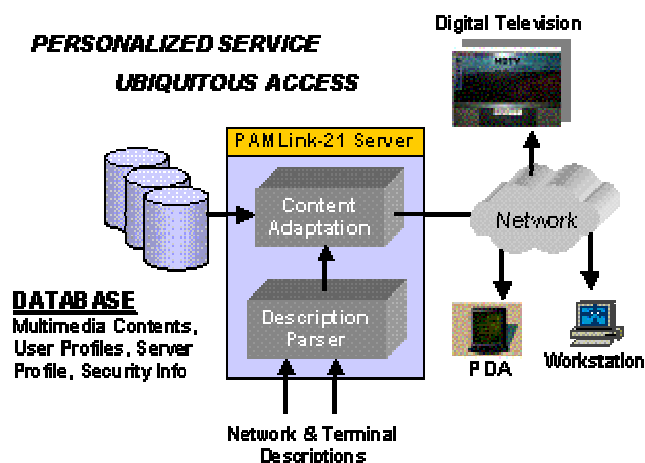 PERSONALIZED SERVICE
UBIQUITOUS ACCESS
Digital Television
HDTV
PAMLink-21 Server
Content
Adaptation
Network
DATABASE
Multimedia Contents,
User Profiles, Server
Profile, Security Info
Description
Parser
PDA
Workstation
Network & Terminal
Descriptions